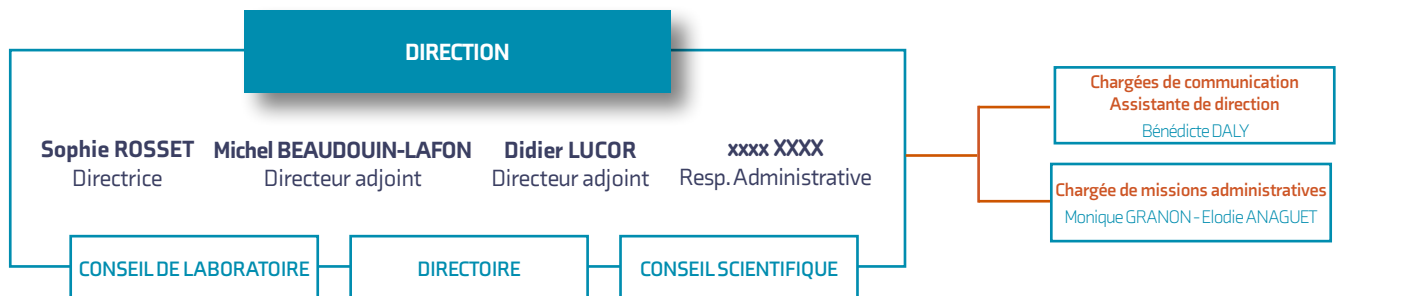 DIRECTION
Sophie ROSSET
Directrice
Michel BEAUDOUIN-LAFON
Directeur adjoint
Didier LUCOR
Directeur adjoint
xxxx XXXX
Resp. Administrative
CONSEIL DE LABORATOIRE
DIRECTOIRE
CONSEIL SCIENTIFIQUE
Chargées de communication
Assistante de direction
Bénédicte DALY
Chargée de missions administratives
Monique GRANON - Elodie ANAGUET